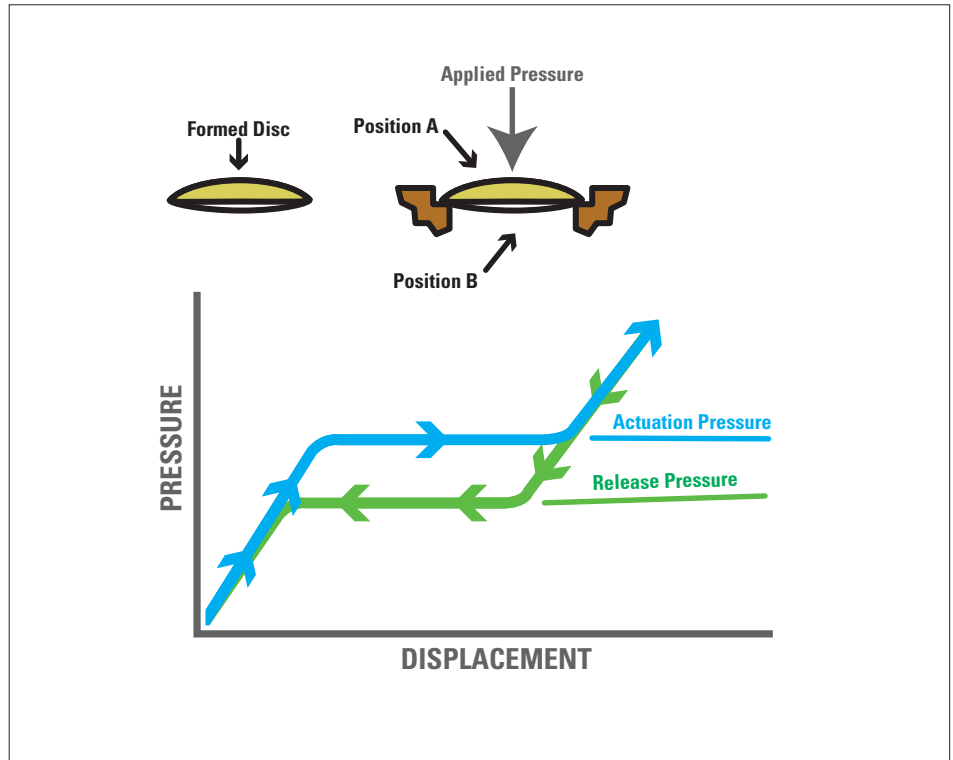 Applied Pressure
Formed Disc
Position A
Position B
PRESSURE
Actuation Pressure
Release Pressure
DISPLACEMENT